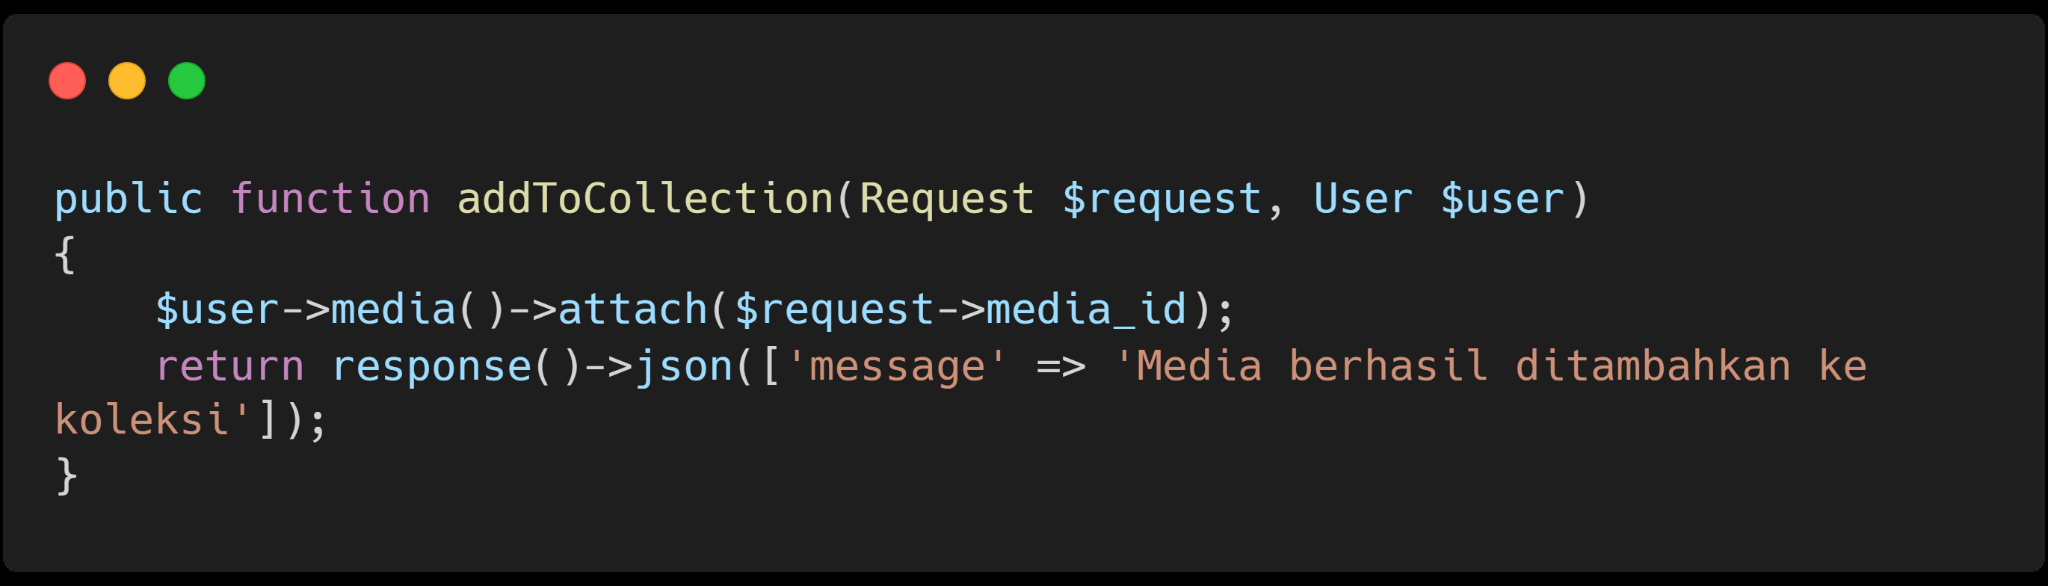 public function addToCollection(Request $request, User $user)
{
    $user->media()->attach($request->media_id);
    return response()->json(['message' => 'Media berhasil ditambahkan ke
koleksi']);
}